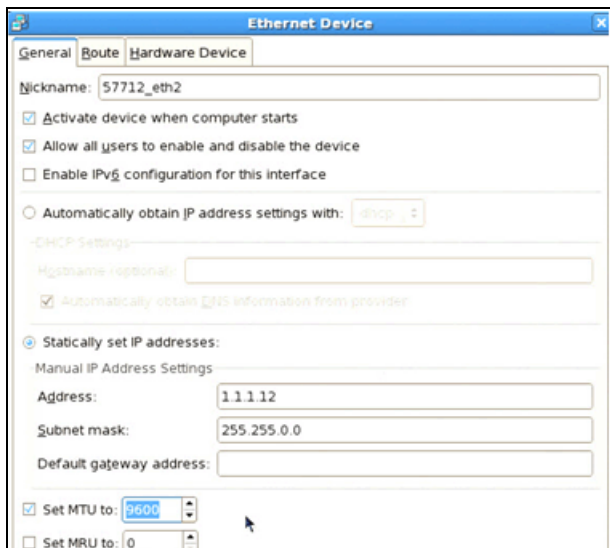 Ethernet Device
General Route Hardware Device
Nickname: 57712_eth2
Activate device when computer starts
Allow all users to enable and disable the device
Enable IPv6 configuration for this interface
Automatically obtain IP address settings with: dhcp
DHCP Settings
Hostname (optional):
Automatically obtain DNS information from provider
Statically set IP addresses:
Manual IP Address Settings
Address: 1.1.1.12
Subnet mask: 255.255.0.0
Default gateway address:
Set MTU to: 9600
Set MRU to: 0